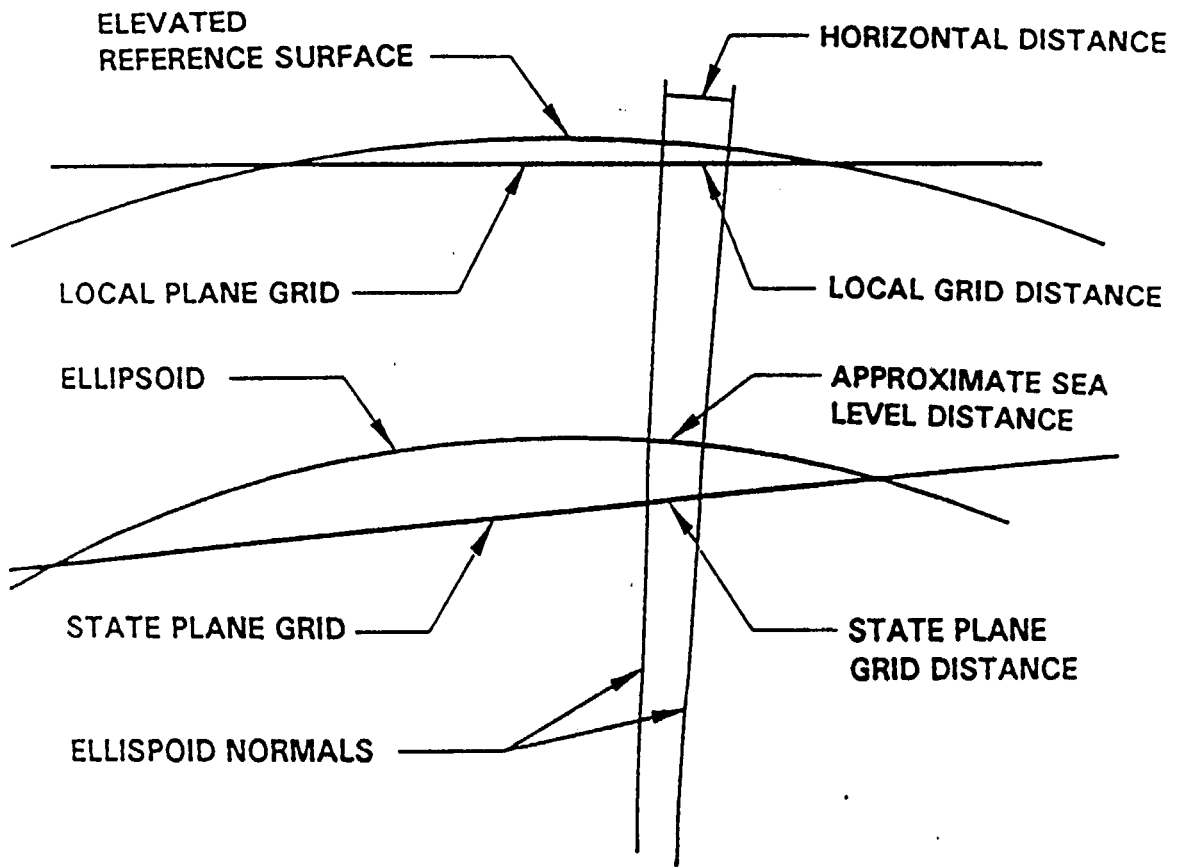 ELEVATED
REFERENCE SURFACE
HORIZONTAL DISTANCE
LOCAL PLANE GRID
LOCAL GRID DISTANCE
ELLIPSOID
APPROXIMATE SEA
LEVEL DISTANCE
STATE PLANE GRID
STATE PLANE
GRID DISTANCE
ELLISPOID NORMALS